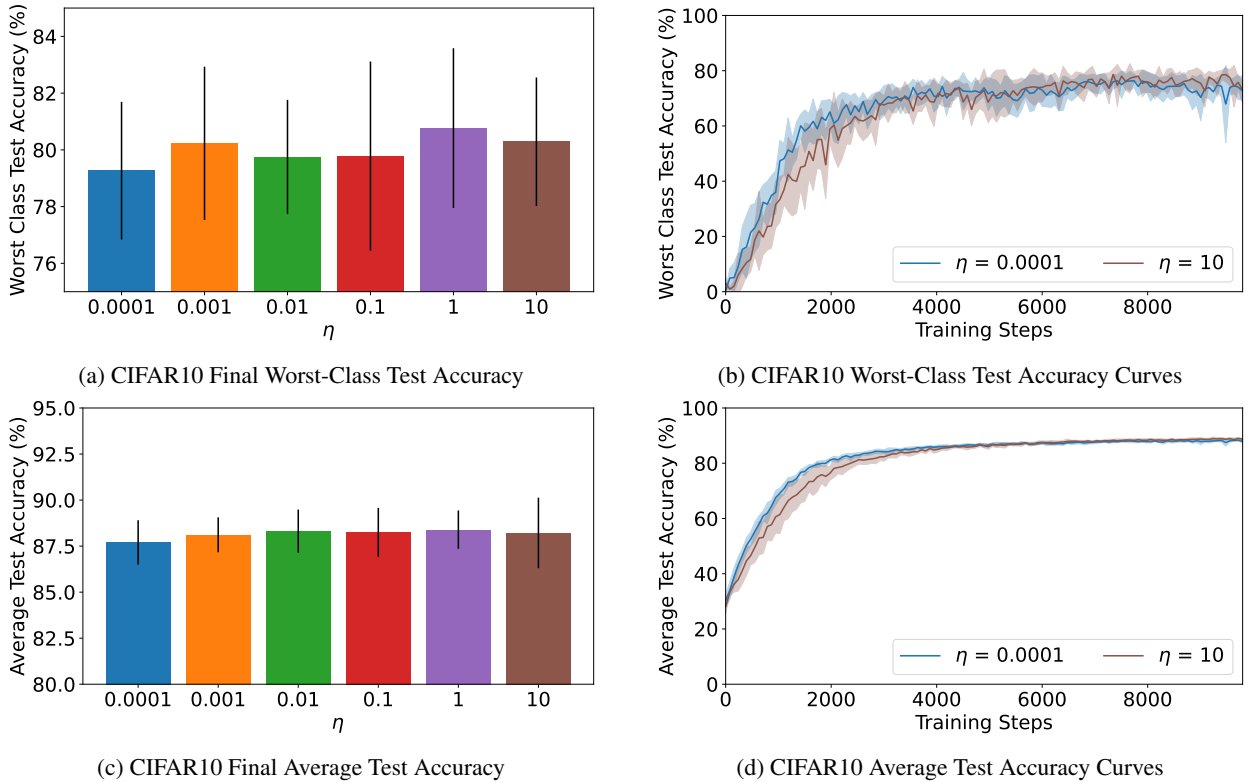 Worst Class Test Accuracy (%)
84
82
80
78
76
0.0001 0.001 0.01 0.1 1 10
η
(a) CIFAR10 Final Worst-Class Test Accuracy
Worst Class Test Accuracy (%)
100
80
60
40
20
0
η = 0.0001 η = 10
0 2000 4000 6000 8000
Training Steps
(b) CIFAR10 Worst-Class Test Accuracy Curves
Average Test Accuracy (%)
95.0
92.5
90.0
87.5
85.0
82.5
80.0
0.0001 0.001 0.01 0.1 1 10
η
(c) CIFAR10 Final Average Test Accuracy
Average Test Accuracy (%)
100
80
60
40
20
0
η = 0.0001 η = 10
0 2000 4000 6000 8000
Training Steps
(d) CIFAR10 Average Test Accuracy Curves